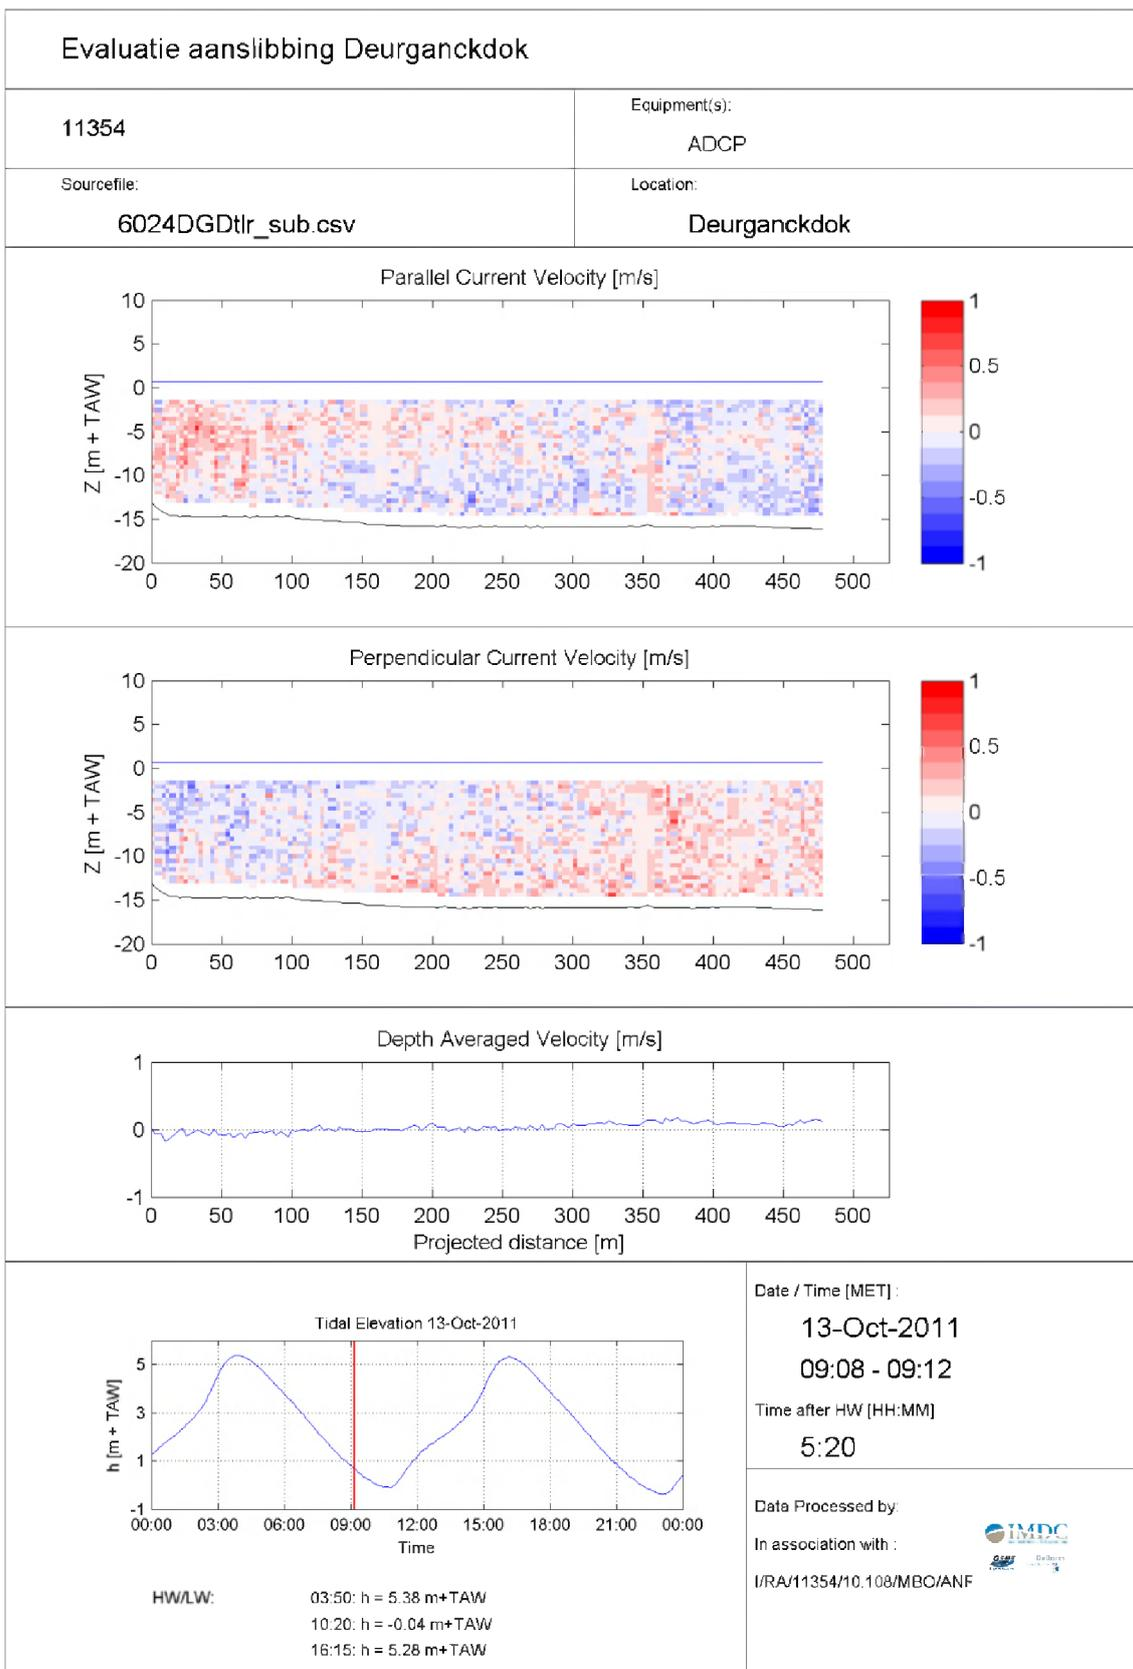 Evaluatie aanslibbing Deurganckdok
11354
Equipment(s):
ADCP
Sourcefile:
6024DGDtlr_sub.csv
Location:
Deurganckdok
Parallel Current Velocity [m/s]
Z [m + TAW]
10
5
0
-5
-10
-15
-20
0 50 100 150 200 250 300 350 400 450 500
1
0.5
0
-0.5
-1
Perpendicular Current Velocity [m/s]
Z [m + TAW]
10
5
0
-5
-10
-15
-20
0 50 100 150 200 250 300 350 400 450 500
1
0.5
0
-0.5
-1
Depth Averaged Velocity [m/s]
1
0
-1
0 50 100 150 200 250 300 350 400 450 500
Projected distance [m]
Tidal Elevation 13-Oct-2011
h [m + TAW]
5
3
1
-1
00:00 03:00 06:00 09:00 12:00 15:00 18:00 21:00 00:00
Time
HW/LW:
03:50: h = 5.38 m+TAW
10:20: h = -0.04 m+TAW
16:15: h = 5.28 m+TAW
Date / Time [MET] :
13-Oct-2011
09:08 - 09:12
Time after HW [HH:MM]
5:20
Data Processed by:
IMDC
In association with :
I/RA/11354/10.108/MBO/ANF